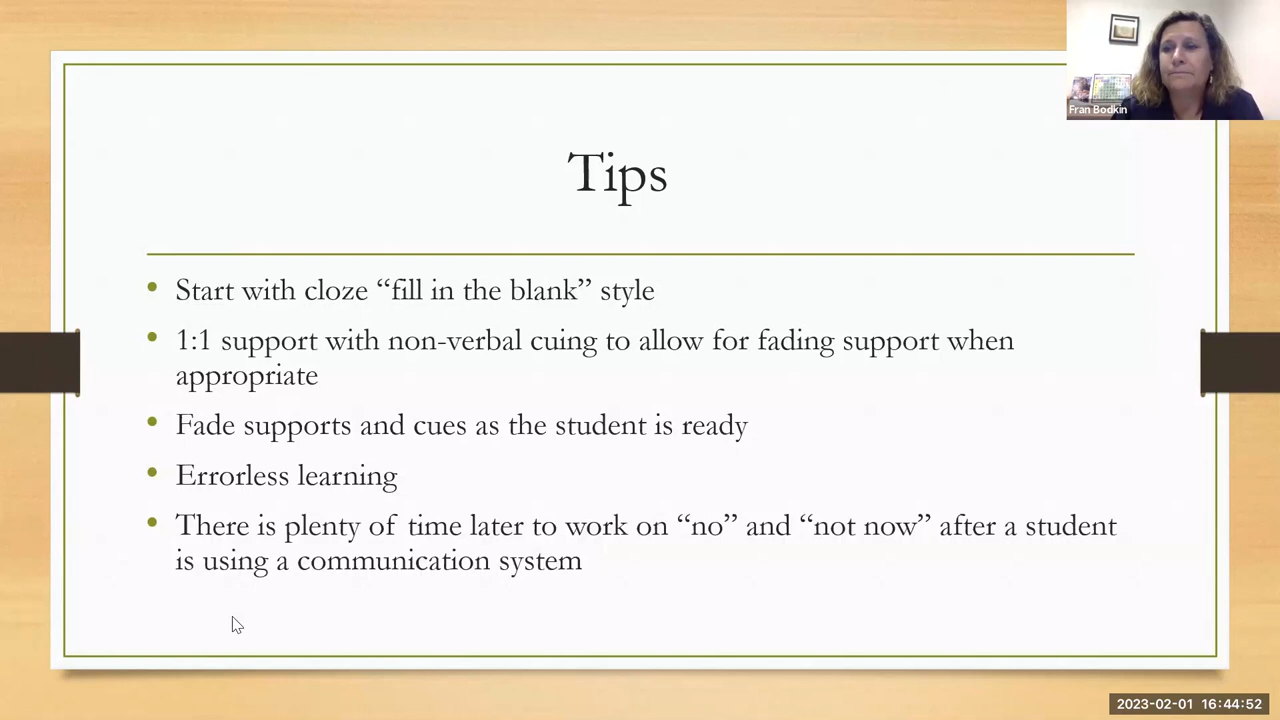 Fran Bodkin
Tips
• Start with cloze “fill in the blank” style
• 1:1 support with non-verbal cuing to allow for fading support when
appropriate
• Fade supports and cues as the student is ready
• Errorless learning
• There is plenty of time later to work on “no” and “not now” after a student
is using a communication system
2023-02-01 16:44:52